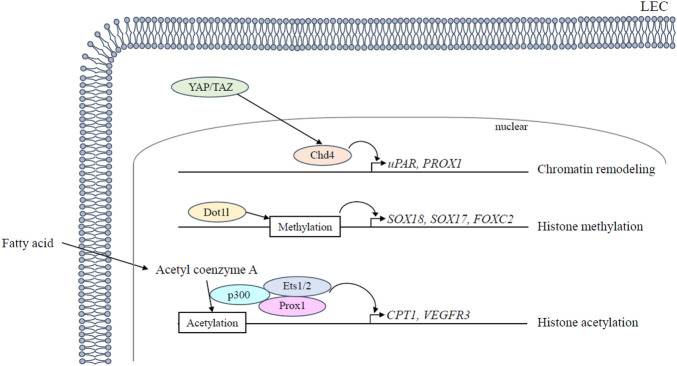 LEC
YAP/TAZ
nuclear
Chd4
uPAR, PROX1
Chromatin remodeling
Dot1l
Methylation
SOX18, SOX17, FOXC2
Histone methylation
Fatty acid
Acetyl coenzyme A
Ets1/2
p300
Prox1
Acetylation
CPT1, VEGFR3
Histone acetylation